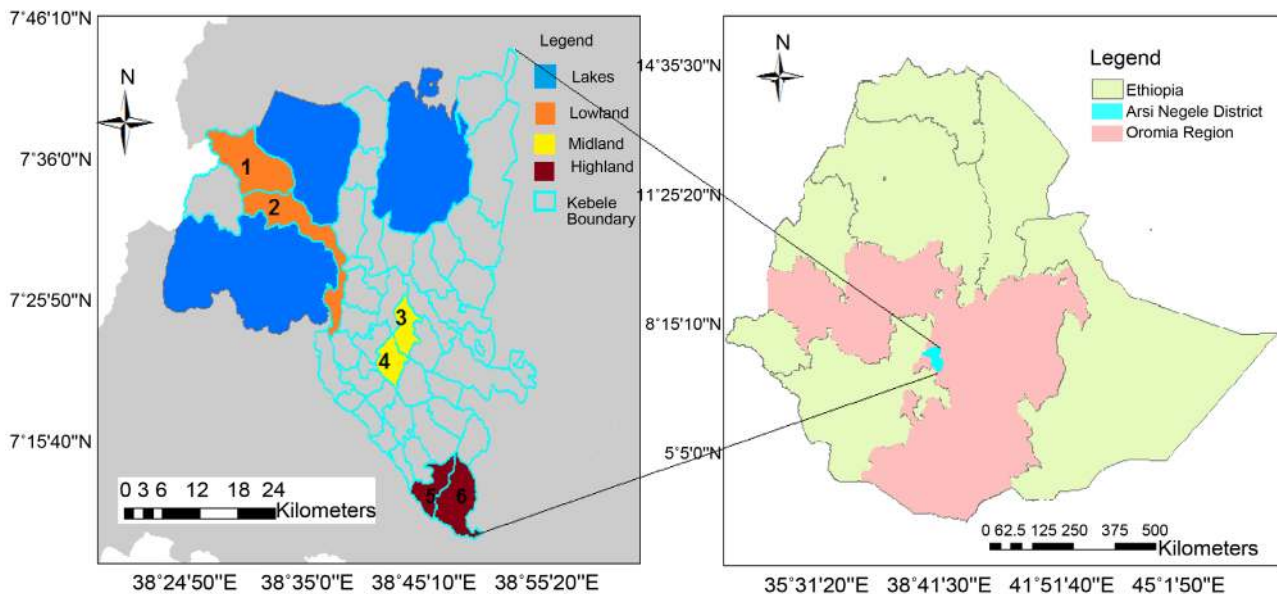 7°46'10"N
7°36'0"N
7°25'50"N
7°15'40"N
N
Legend
Lakes
Lowland
Midland
Highland
Kebele
Boundary
1
2
3
4
5
6
0 3 6 12 18 24
Kilometers
38°24'50"E 38°35'0"E 38°45'10"E 38°55'20"E
14°35'30"N
11°25'20"N
8°15'10"N
5°5'0"N
N
Legend
Ethiopia
Arsi Negele District
Oromia Region
0 62.5 125 250 375 500
Kilometers
35°31'20"E 38°41'30"E 41°51'40"E 45°1'50"E